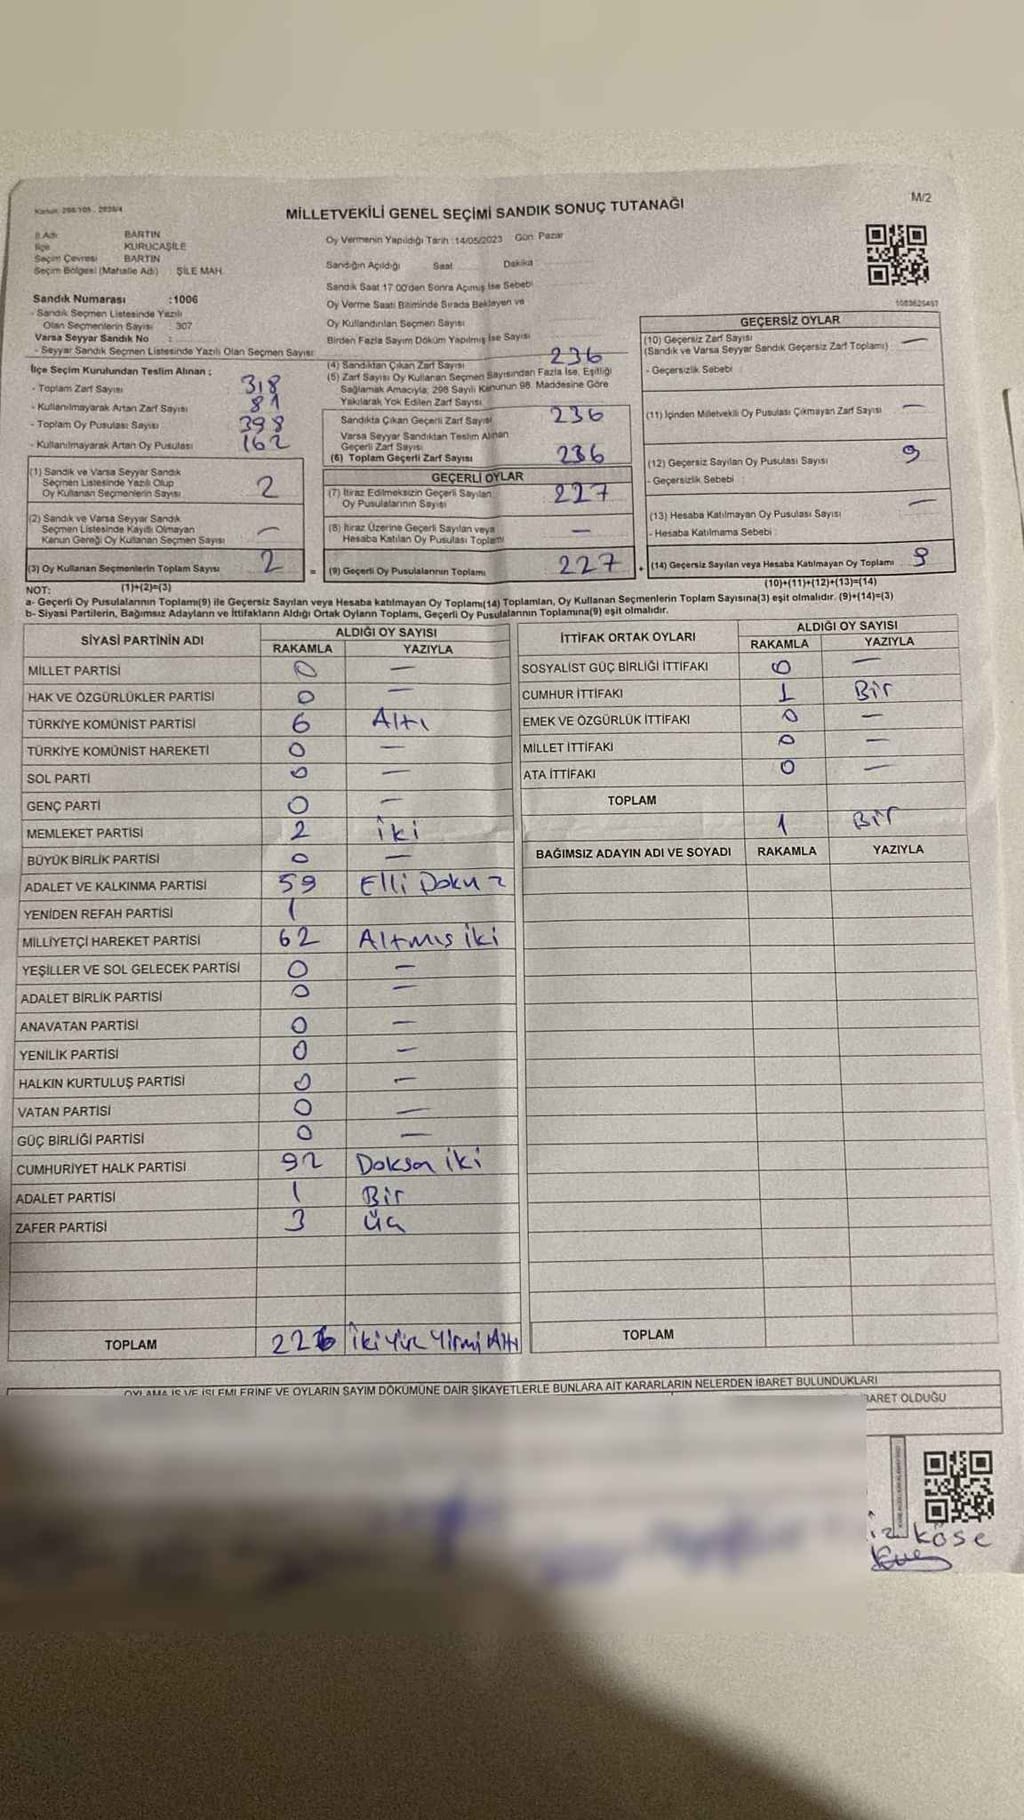 M/2
MİLLETVEKİLİ GENEL SEÇİMİ SANDIK SONUÇ TUTANAĞI
İl Adı BARTIN
İlçe KURUCAŞİLE
Seçim Çevresi BARTIN
Seçim Bölgesi (Mahalle Adı) ŞİLE MAH.
Oy Vermenin Yapıldığı Tarih :14/05/2023 Gün: Pazar
Sandığın Açıldığı Saat Dakika
Sandık Saat 17:00'den Sonra Açımış İse Sebebi
Oy Verme Saati Bitiminde Sırada Bekleyen ve
Oy Kullandırılan Seçmen Sayısı
Birden Fazla Sayım Döküm Yapılmış İse Sayısı
Sandık Numarası :1006
- Sandık Seçmen Listesinde Yazılı
Olan Seçmenlerin Sayısı : 307
Varsa Seyyar Sandık No :
- Seyyar Sandık Seçmen Listesinde Yazılı Olan Seçmen Sayısı
İlçe Seçim Kurulundan Teslim Alınan :
- Toplam Zarf Sayısı 318
- Kullanılmayarak Artan Zarf Sayısı 81
- Toplam Oy Pusulası Sayısı 398
- Kullanılmayarak Artan Oy Pusulası 162
(1) Sandık ve Varsa Seyyar Sandık
Seçmen Listesinde Yazılı Olup
Oy Kullanan Seçmenlerin Sayısı 2
(2) Sandık ve Varsa Seyyar Sandık
Seçmen Listesinde Kayıtlı Olmayan
Kanun Gereği Oy Kullanan Seçmen Sayısı —
(3) Oy Kullanan Seçmenlerin Toplam Sayısı 2 =
(4) Sandıktan Çıkan Zarf Sayısı 236
(5) Zarf Sayısı Oy Kullanan Seçmen Sayısından Fazla İse, Eşitliği
Sağlamak Amacıyla; 298 Sayılı Kanunun 98. Maddesine Göre
Yakılarak Yok Edilen Zarf Sayısı
Sandıkta Çıkan Geçerli Zarf Sayısı 236
Varsa Seyyar Sandıktan Teslim Alınan
Geçerli Zarf Sayısı
(6) Toplam Geçerli Zarf Sayısı 236
GEÇERLİ OYLAR
(7) İtiraz Edilmeksizin Geçerli Sayılan
Oy Pusulalarının Sayısı 227
(8) İtiraz Üzerine Geçerli Sayılan veya
Hesaba Katılan Oy Pusulası Toplamı —
(9) Geçerli Oy Pusulalarının Toplamı 227
1083625457
GEÇERSİZ OYLAR
(10) Geçersiz Zarf Sayısı —
(Sandık ve Varsa Seyyar Sandık Geçersiz Zarf Toplamı)
- Geçersizlik Sebebi
(11) İçinden Milletvekili Oy Pusulası Çıkmayan Zarf Sayısı —
(12) Geçersiz Sayılan Oy Pusulası Sayısı 9
- Geçersizlik Sebebi
(13) Hesaba Katılmayan Oy Pusulası Sayısı —
- Hesaba Katılmama Sebebi
(14) Geçersiz Sayılan veya Hesaba Katılmayan Oy Toplamı 9
(10)+(11)+(12)+(13)=(14)
NOT: (1)+(2)=(3)
a- Geçerli Oy Pusulalarının Toplamı(9) ile Geçersiz Sayılan veya Hesaba katılmayan Oy Toplamı(14) Toplamları, Oy Kullanan Seçmenlerin Toplam Sayısına(3) eşit olmalıdır. (9)+(14)=(3)
b- Siyasi Partilerin, Bağımsız Adayların ve İttifakların Aldığı Ortak Oyların Toplamı, Geçerli Oy Pusulalarının Toplamına(9) eşit olmalıdır.
SİYASİ PARTİNİN ADI ALDIĞI OY SAYISI
RAKAMLA YAZIYLA
MİLLET PARTİSİ 0 —
HAK VE ÖZGÜRLÜKLER PARTİSİ 0 —
TÜRKİYE KOMÜNİST PARTİSİ 6 Altı
TÜRKİYE KOMÜNİST HAREKETİ 0 —
SOL PARTİ 0 —
GENÇ PARTİ 0 —
MEMLEKET PARTİSİ 2 İki
BÜYÜK BİRLİK PARTİSİ 0 —
ADALET VE KALKINMA PARTİSİ 59 Elli Dokuz
YENİDEN REFAH PARTİSİ 1
MİLLİYETÇİ HAREKET PARTİSİ 62 Altmış iki
YEŞİLLER VE SOL GELECEK PARTİSİ 0 —
ADALET BİRLİK PARTİSİ 0 —
ANAVATAN PARTİSİ 0 —
YENİLİK PARTİSİ 0 —
HALKIN KURTULUŞ PARTİSİ 0 —
VATAN PARTİSİ 0 —
GÜÇ BİRLİĞİ PARTİSİ 0 —
CUMHURİYET HALK PARTİSİ 92 Doksan iki
ADALET PARTİSİ 1 Bir
ZAFER PARTİSİ 3 Üç
TOPLAM 226 İkiYüz Yirmi Altı
İTTİFAK ORTAK OYLARI ALDIĞI OY SAYISI
RAKAMLA YAZIYLA
SOSYALİST GÜÇ BİRLİĞİ İTTİFAKI 0 —
CUMHUR İTTİFAKI 1 Bir
EMEK VE ÖZGÜRLÜK İTTİFAKI 0 —
MİLLET İTTİFAKI 0 —
ATA İTTİFAKI 0 —
TOPLAM 1 Bir
BAĞIMSIZ ADAYIN ADI VE SOYADI RAKAMLA YAZIYLA
TOPLAM
OYLAMA İŞ VE İŞLEMLERİNE VE OYLARIN SAYIM DÖKÜMÜNE DAİR ŞİKAYETLERLE BUNLARA AİT KARARLARIN NELERDEN İBARET BULUNDUKLARI
BARET OLDUĞU
köse